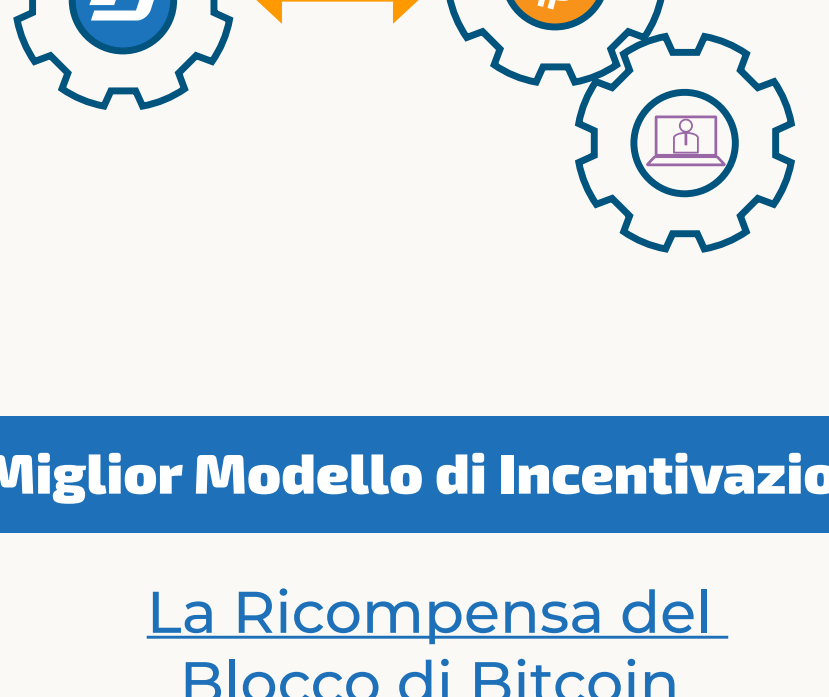 Miglior Modello di Incentivazio
La Ricompensa del
Blocco di Bitcoin